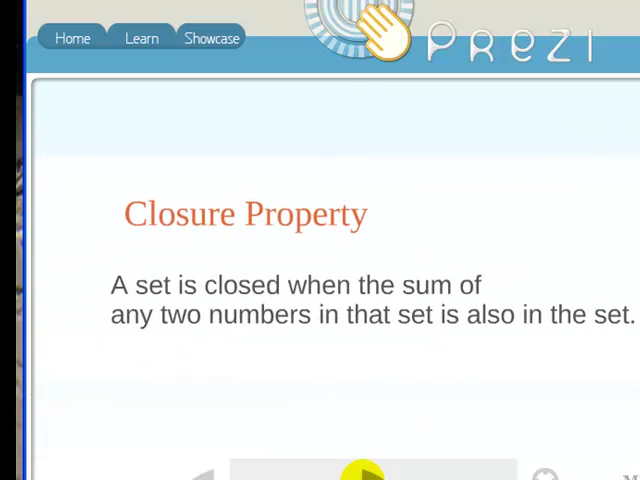 Home Learn Showcase
PREZI
Closure Property
A set is closed when the sum of
any two numbers in that set is also in the set.